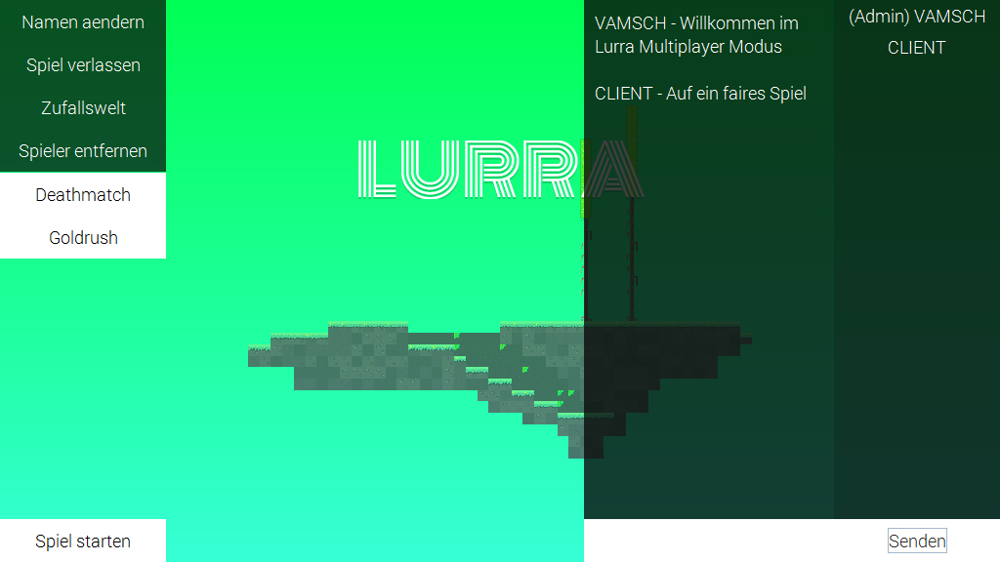 Namen aendern
Spiel verlassen
Zufallswelt
Spieler entfernen
Deathmatch
Goldrush
Spiel starten
LURRA
VAMSCH - Willkommen im
Lurra Multiplayer Modus
CLIENT - Auf ein faires Spiel
(Admin) VAMSCH
CLIENT
Senden